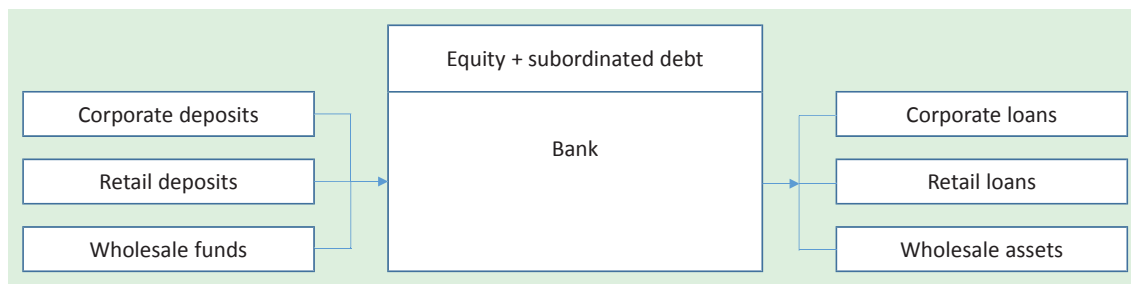 Equity + subordinated debt
Corporate deposits
Retail deposits
Wholesale funds
Bank
Corporate loans
Retail loans
Wholesale assets